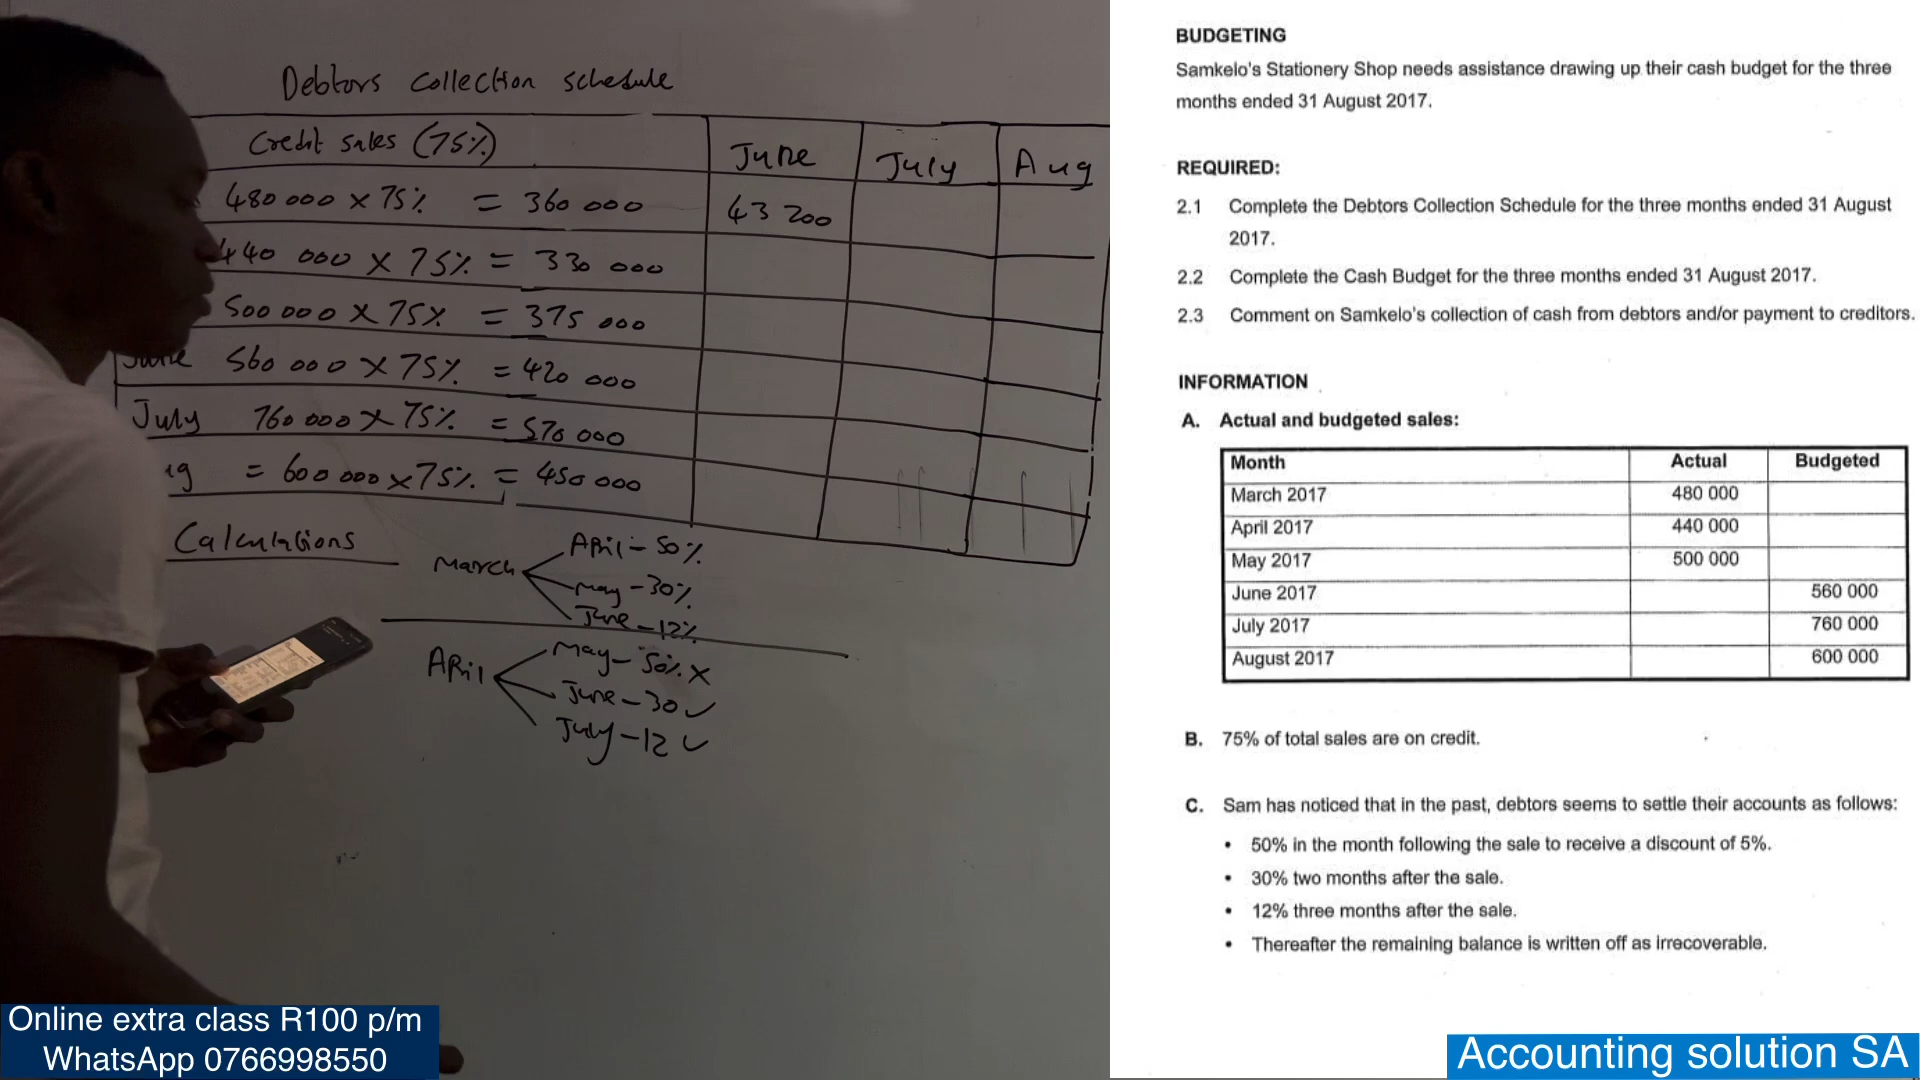 Debtors collection schedule
Credit sales (75%) June July Aug
480 000 x 75% = 360 000 43 200
440 000 x 75% = 330 000
500 000 x 75% = 375 000
June 560 000 x 75% = 420 000
July 760 000 x 75% = 570 000
ug = 600 000 x 75% = 450 000
Calculations
March
April - 50%
may - 30%
June - 12%
April
may - 50% x
June - 30 ✓
July - 12 ✓
Online extra class R100 p/m
WhatsApp 0766998550
BUDGETING
Samkelo's Stationery Shop needs assistance drawing up their cash budget for the three
months ended 31 August 2017.
REQUIRED:
2.1 Complete the Debtors Collection Schedule for the three months ended 31 August
2017.
2.2 Complete the Cash Budget for the three months ended 31 August 2017.
2.3 Comment on Samkelo's collection of cash from debtors and/or payment to creditors.
INFORMATION
A. Actual and budgeted sales:
Month Actual Budgeted
March 2017 480 000
April 2017 440 000
May 2017 500 000
June 2017 560 000
July 2017 760 000
August 2017 600 000
B. 75% of total sales are on credit.
C. Sam has noticed that in the past, debtors seems to settle their accounts as follows:
• 50% in the month following the sale to receive a discount of 5%.
• 30% two months after the sale.
• 12% three months after the sale.
• Thereafter the remaining balance is written off as irrecoverable.
Accounting solution SA